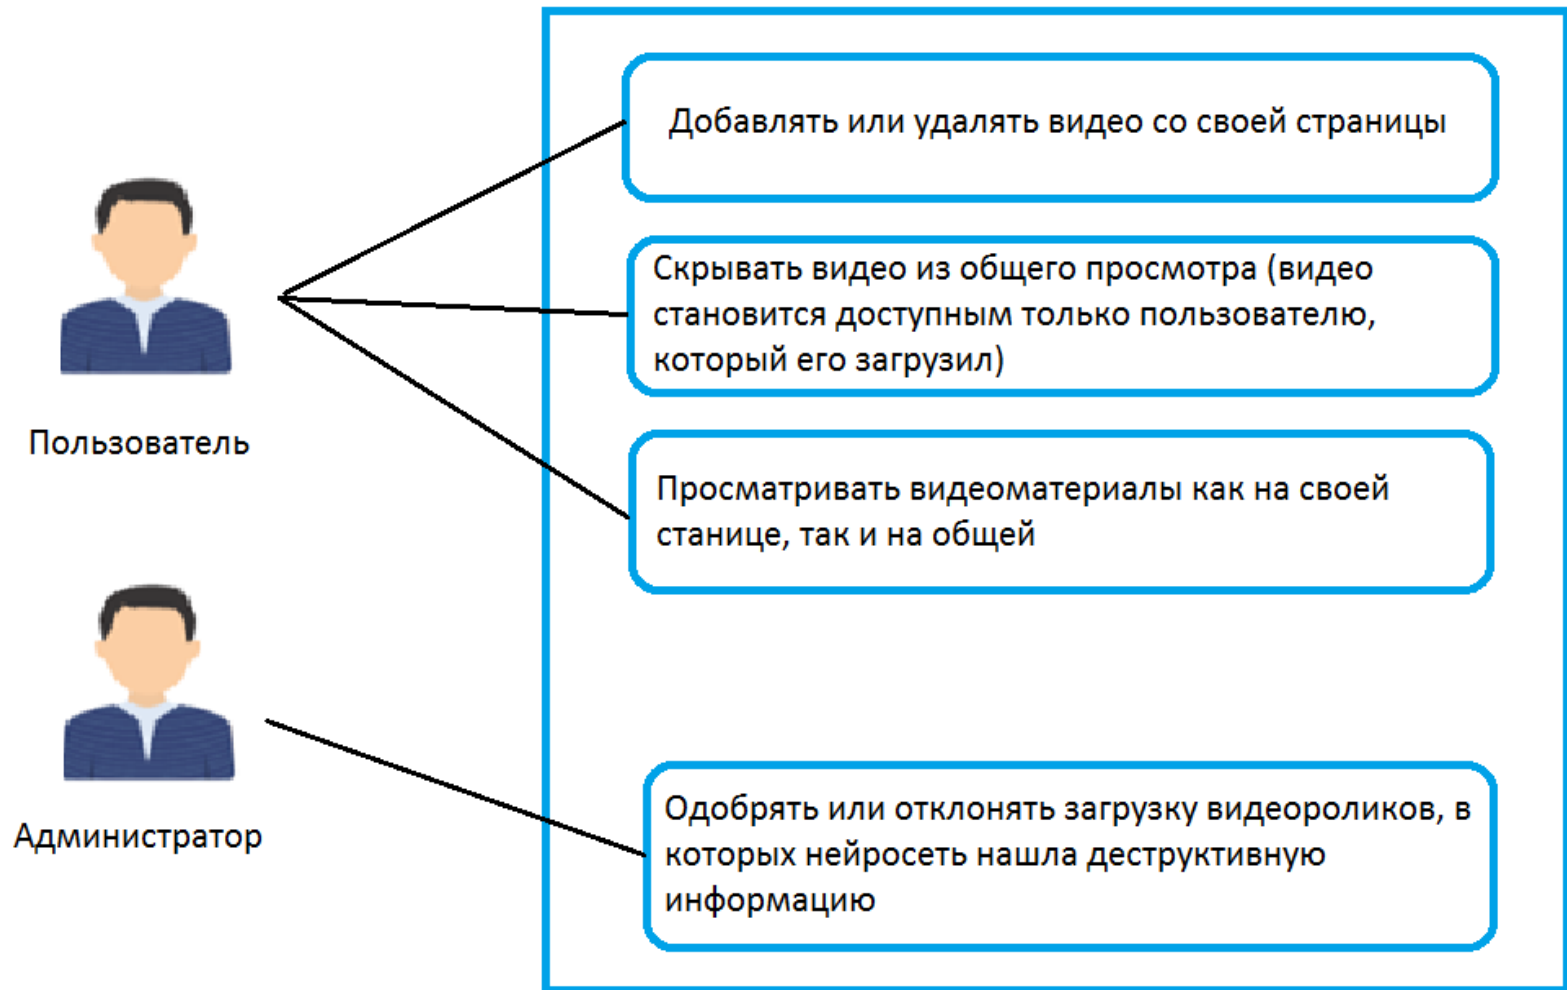 Добавлять или удалять видео со своей страницы
Скрывать видео из общего просмотра (видео
становится доступным только пользователю,
который его загрузил)
Пользователь
Просматривать видеоматериалы как на своей
станице, так и на общей
Одобрять или отклонять загрузку видеороликов, в
которых нейросеть нашла деструктивную
информацию
Администратор